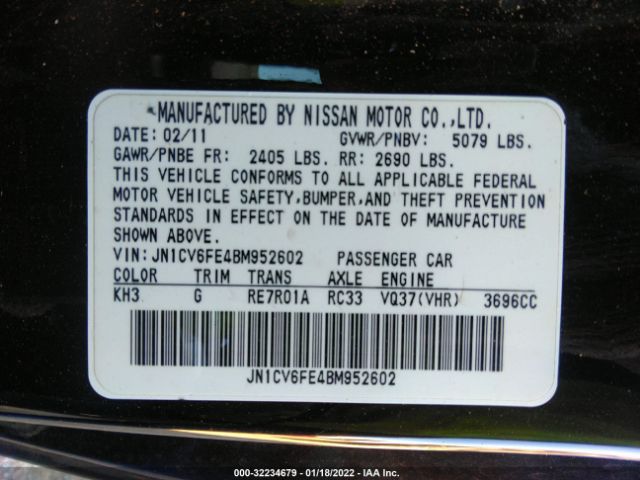 MANUFACTURED BY NISSAN MOTOR CO.,LTD.
DATE: 02/11 GVWR/PNBV: 5079 LBS.
GAWR/PNBE FR: 2405 LBS. RR: 2690 LBS.
THIS VEHICLE CONFORMS TO ALL APPLICABLE FEDERAL
MOTOR VEHICLE SAFETY,BUMPER,AND THEFT PREVENTION
STANDARDS IN EFFECT ON THE DATE OF MANUFACTURE
SHOWN ABOVE.
VIN:JN1CV6FE4BM952602 PASSENGER CAR
COLOR TRIM TRANS AXLE ENGINE
KH3 G RE7R01A RC33 VQ37(VHR) 3696CC
JN1CV6FE4BM952602
000-32234679 - 01/18/2022 - IAA Inc.